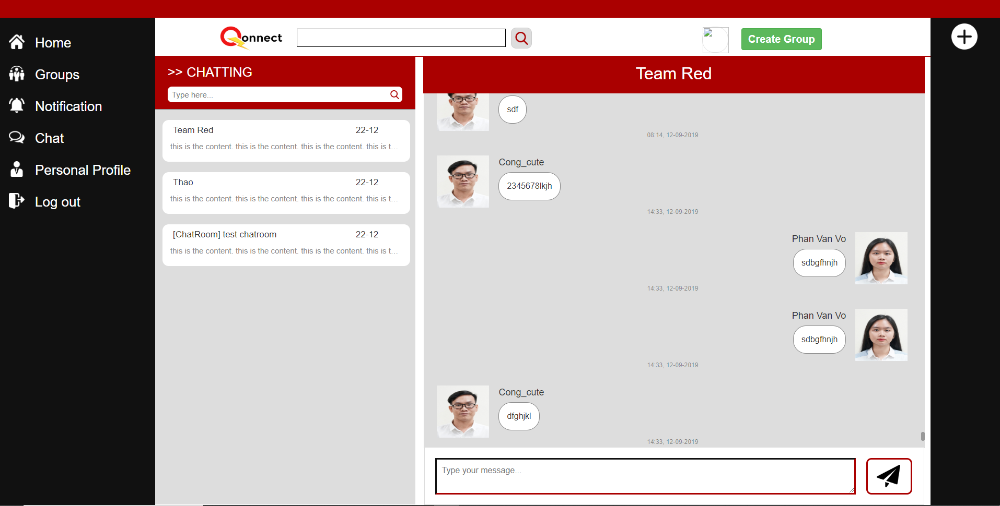 Home
Groups
Notification
Chat
Personal Profile
Log out
Qonnect
Create Group
>> CHATTING
Type here...
Team Red 22-12
this is the content. this is the content. this is the content. this is t...
Thao 22-12
this is the content. this is the content. this is the content. this is t...
[ChatRoom] test chatroom 22-12
this is the content. this is the content. this is the content. this is t...
Team Red
sdf
08:14, 12-09-2019
Cong_cute
2345678lkjh
14:33, 12-09-2019
Phan Van Vo
sdbgfhnjh
14:33, 12-09-2019
Phan Van Vo
sdbgfhnjh
14:33, 12-09-2019
Cong_cute
dfghjkl
14:33, 12-09-2019
Type your message...